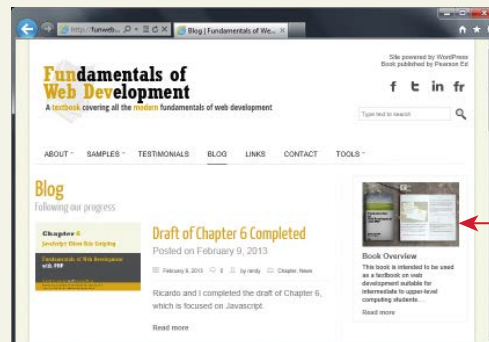 http://funweb...
Blog | Fundamentals of We...
Site powered by WordPress
Book published by Pearson Ed
Fundamentals of
Web Development
A textbook covering all the modern fundamentals of web development
f t in fr
Type text to search
ABOUT SAMPLES TESTIMONIALS BLOG LINKS CONTACT TOOLS
Blog
Following our progress
Chapter 6
JavaScript: Client-Side Scripting
Fundamentals of Web Development
with PHP
Draft of Chapter 6 Completed
Posted on February 9, 2013
February 9, 2013 0 by randy Chapter, News
Ricardo and I completed the draft of Chapter 6,
which is focused on Javascript.
Read more
Book Overview
This book is intended to be used
as a textbook on web
development suitable for
intermediate to upper-level
computing students....
Read more